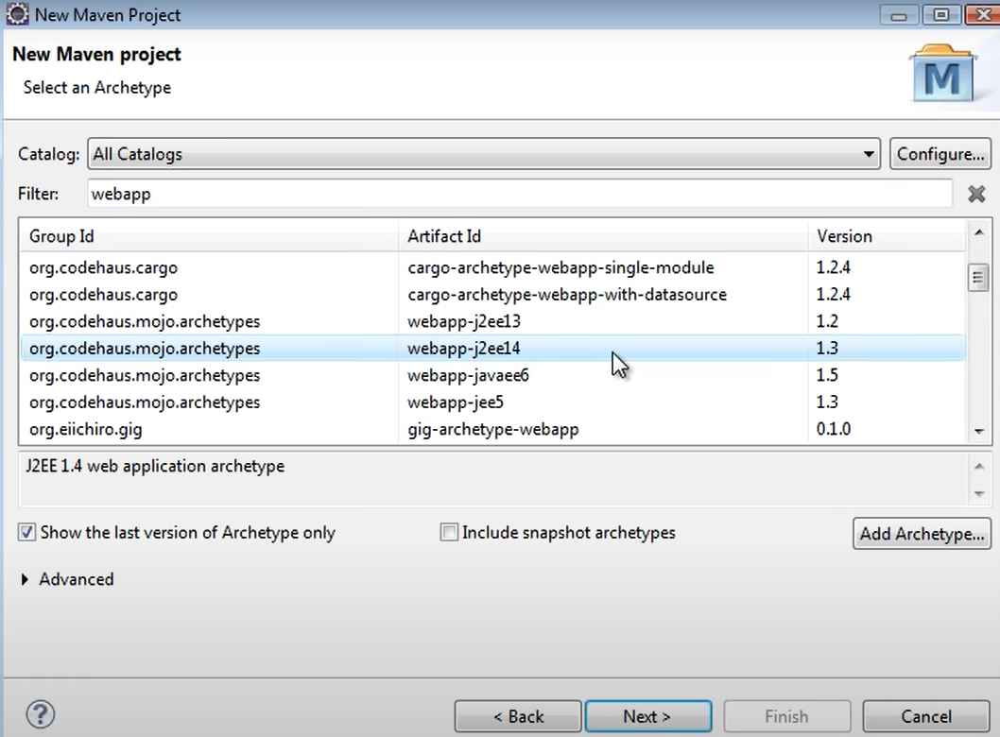 New Maven Project
New Maven project
Select an Archetype
M
Catalog: All Catalogs Configure...
Filter: webapp
Group Id Artifact Id Version
org.codehaus.cargo cargo-archetype-webapp-single-module 1.2.4
org.codehaus.cargo cargo-archetype-webapp-with-datasource 1.2.4
org.codehaus.mojo.archetypes webapp-j2ee13 1.2
org.codehaus.mojo.archetypes webapp-j2ee14 1.3
org.codehaus.mojo.archetypes webapp-javaee6 1.5
org.codehaus.mojo.archetypes webapp-jee5 1.3
org.eiichiro.gig gig-archetype-webapp 0.1.0
J2EE 1.4 web application archetype
Show the last version of Archetype only Include snapshot archetypes Add Archetype...
Advanced
? < Back Next > Finish Cancel